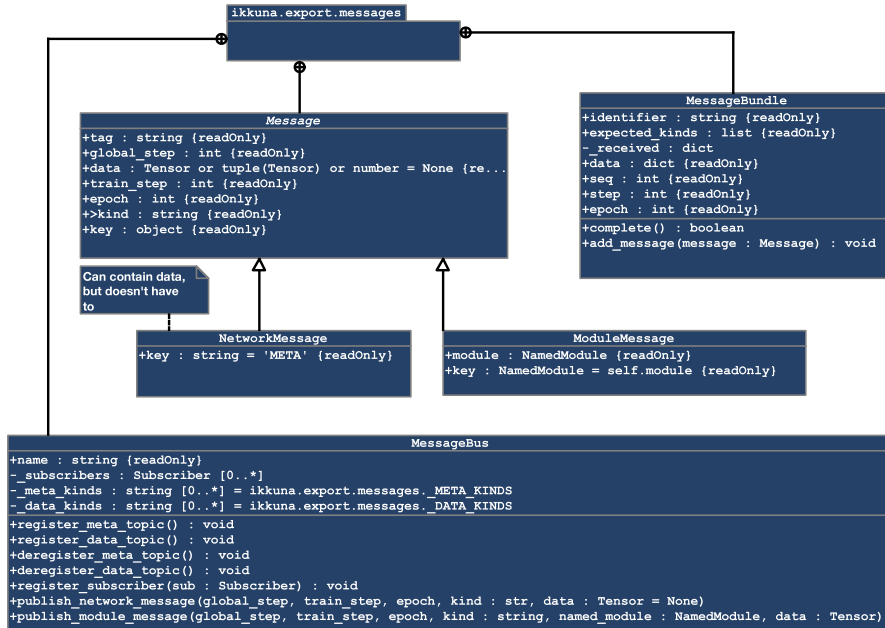 ikkuna.export.messages
Message
+tag : string {readOnly}
+global_step : int {readOnly}
+data : Tensor or tuple(Tensor) or number = None {re...
+train_step : int {readOnly}
+epoch : int {readOnly}
+>kind : string {readOnly}
+key : object {readOnly}
MessageBundle
+identifier : string {readOnly}
+expected_kinds : list {readOnly}
-_received : dict
+data : dict {readOnly}
+seq : int {readOnly}
+step : int {readOnly}
+epoch : int {readOnly}
+complete() : boolean
+add_message(message : Message) : void
Can contain data,
but doesn't have
to
NetworkMessage
+key : string = 'META' {readOnly}
ModuleMessage
+module : NamedModule {readOnly}
+key : NamedModule = self.module {readOnly}
MessageBus
+name : string {readOnly}
-_subscribers : Subscriber [0..*]
-_meta_kinds : string [0..*] = ikkuna.export.messages._META_KINDS
-_data_kinds : string [0..*] = ikkuna.export.messages._DATA_KINDS
+register_meta_topic() : void
+register_data_topic() : void
+deregister_meta_topic() : void
+deregister_data_topic() : void
+register_subscriber(sub : Subscriber) : void
+publish_network_message(global_step, train_step, epoch, kind : str, data : Tensor = None)
+publish_module_message(global_step, train_step, epoch, kind : string, named_module : NamedModule, data : Tensor)